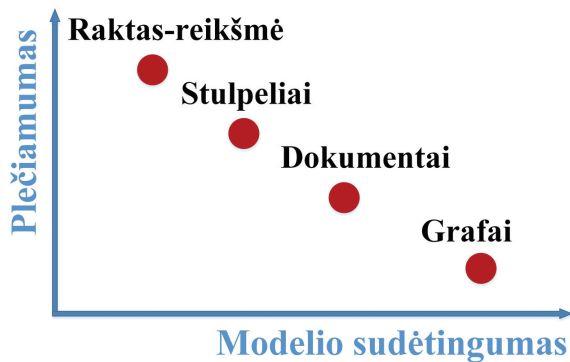 Raktas-reikšmė
Stulpeliai
Dokumentai
Grafai
Plečiamumas
Modelio sudėtingumas